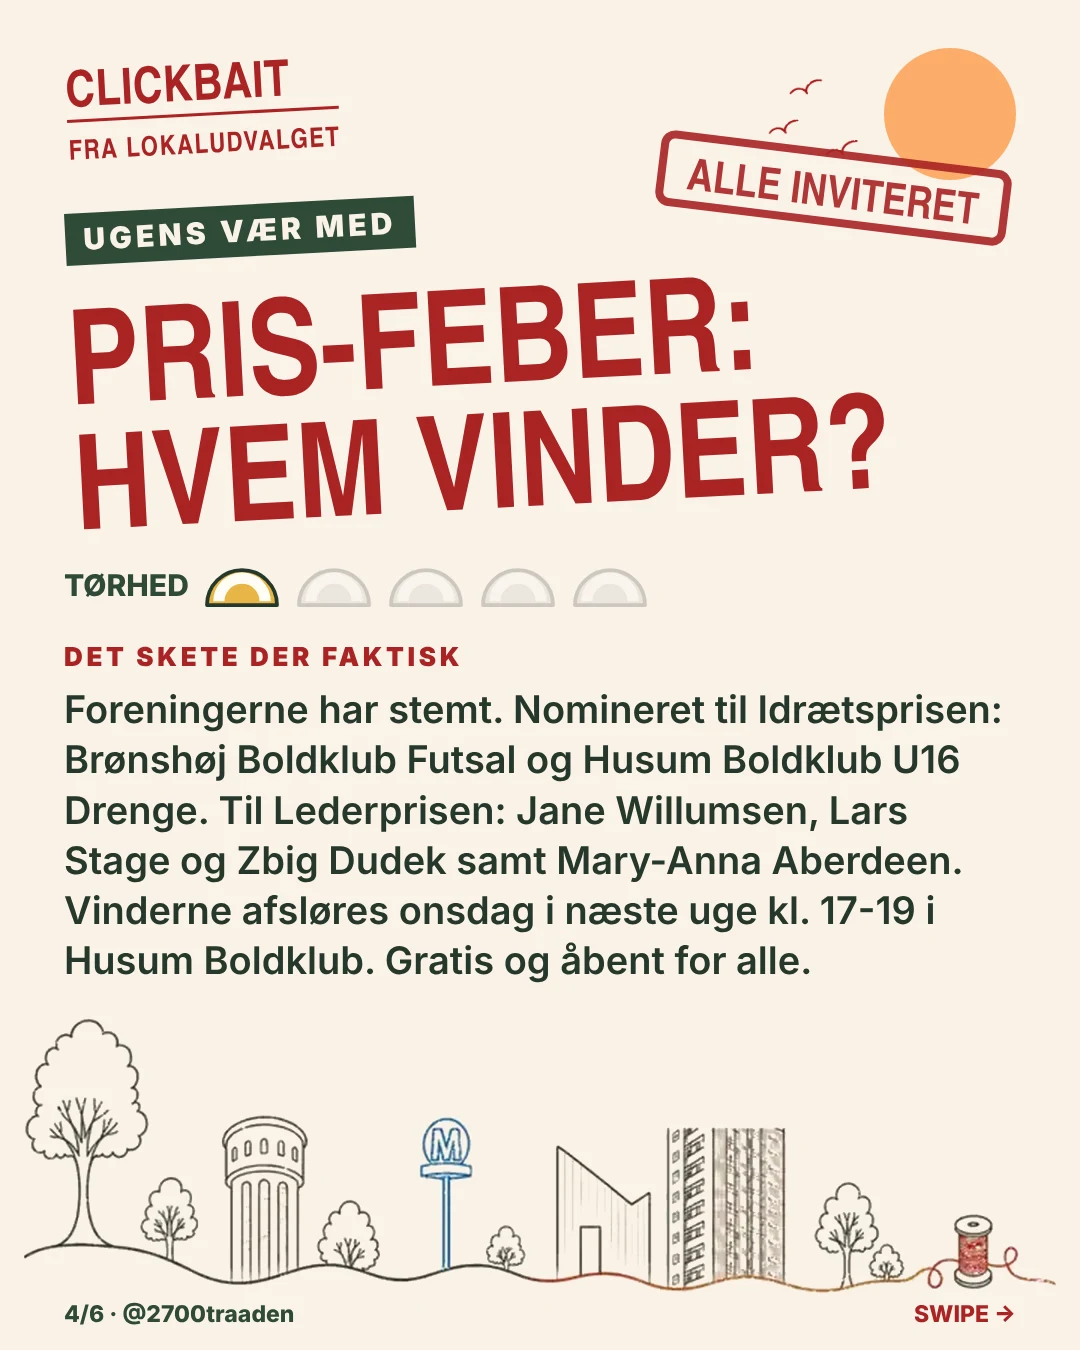 CLICKBAIT
FRA LOKALUDVALGET
ALLE INVITERET
UGENS VÆR MED
PRIS-FEBER:
HVEM VINDER?
TØRHED
DET SKETE DER FAKTISK
Foreningerne har stemt. Nomineret til Idrætsprisen:
Brønshøj Boldklub Futsal og Husum Boldklub U16
Drenge. Til Lederprisen: Jane Willumsen, Lars
Stage og Zbig Dudek samt Mary-Anna Aberdeen.
Vinderne afsløres onsdag i næste uge kl. 17-19 i
Husum Boldklub. Gratis og åbent for alle.
M
4/6 · @2700traaden
SWIPE →